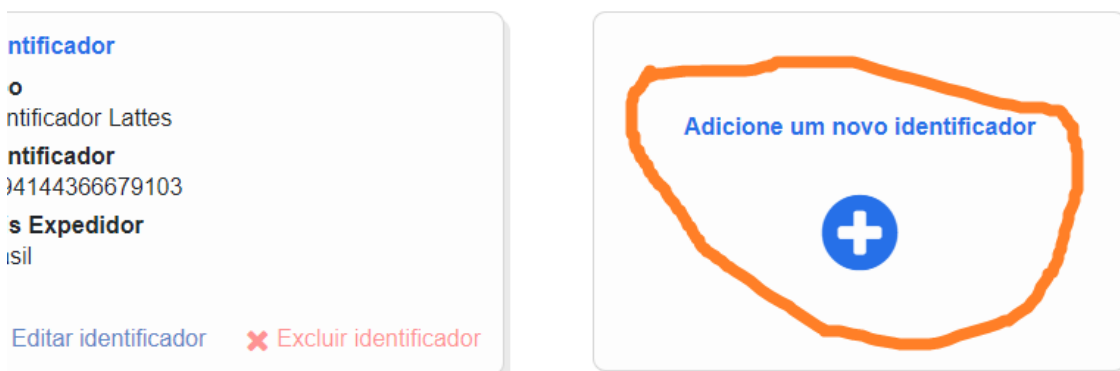 ntificador
o
ntificador Lattes
ntificador
94144366679103
s Expedidor
sil
Editar identificador
Excluir identificador
Adicione um novo identificador